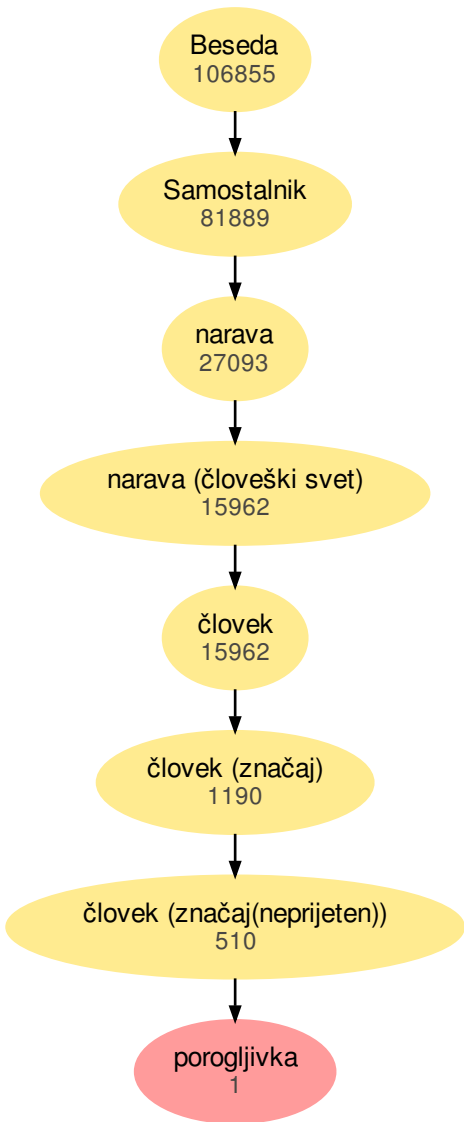 Beseda
106855
Samostalnik
81889
narava
27093
narava (človeški svet)
15962
človek
15962
človek (značaj)
1190
človek (značaj(neprijeten))
510
porogljivka
1